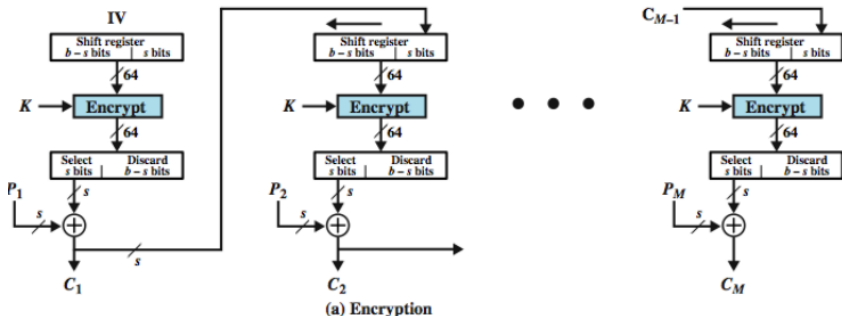 IV
C_{M-1}
Shift register
b – s bits | s bits
Shift register
b – s bits | s bits
Shift register
b – s bits | s bits
64
64
64
K
Encrypt
K
Encrypt
K
Encrypt
64
64
64
Select
s bits
Discard
b – s bits
Select
s bits
Discard
b – s bits
Select
s bits
Discard
b – s bits
P_1
s
s
P_2
s
s
P_M
s
s
s
C_1
C_2
C_M
(a) Encryption